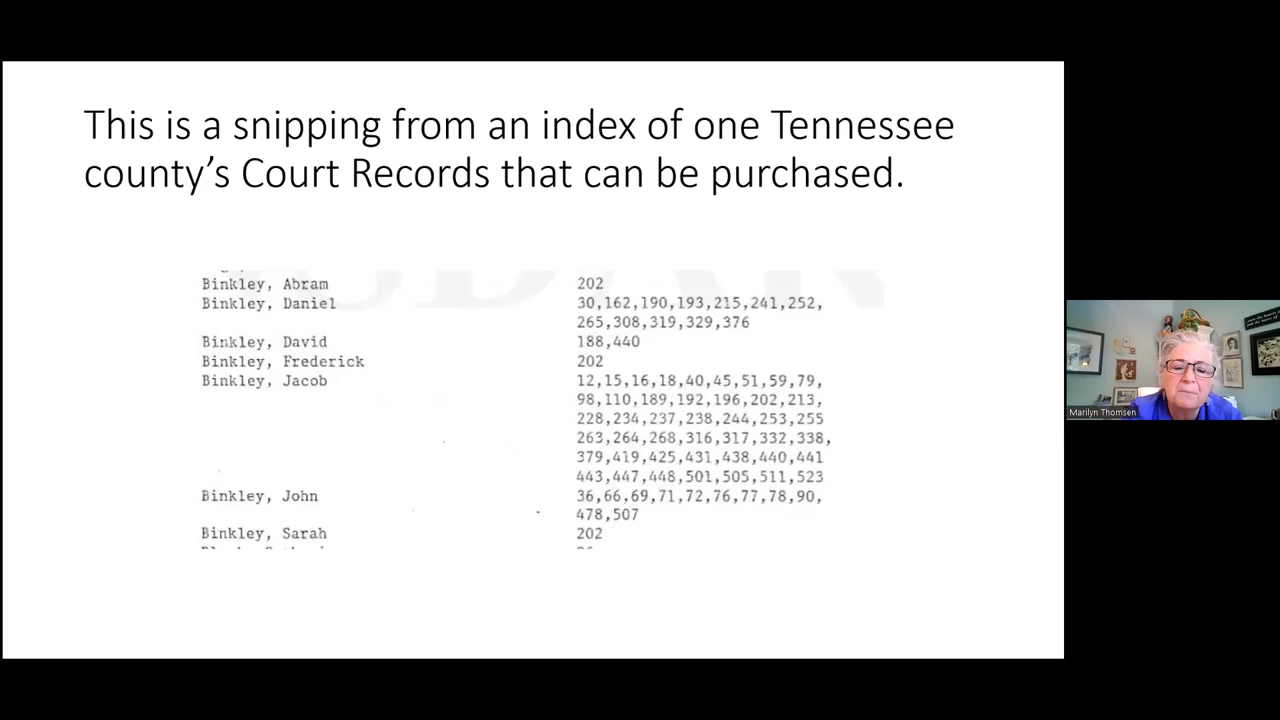 This is a snipping from an index of one Tennessee
county’s Court Records that can be purchased.
Binkley, Abram 202
Binkley, Daniel 30,162,190,193,215,241,252,
265,308,319,329,376
Binkley, David 188,440
Binkley, Frederick 202
Binkley, Jacob 12,15,16,18,40,45,51,59,79,
98,110,189,192,196,202,213,
228,234,237,238,244,253,255
263,264,268,316,317,332,338,
379,419,425,431,438,440,441
443,447,448,501,505,511,523
Binkley, John 36,66,69,71,72,76,77,78,90,
478,507
Binkley, Sarah 202
Marilyn Thomsen